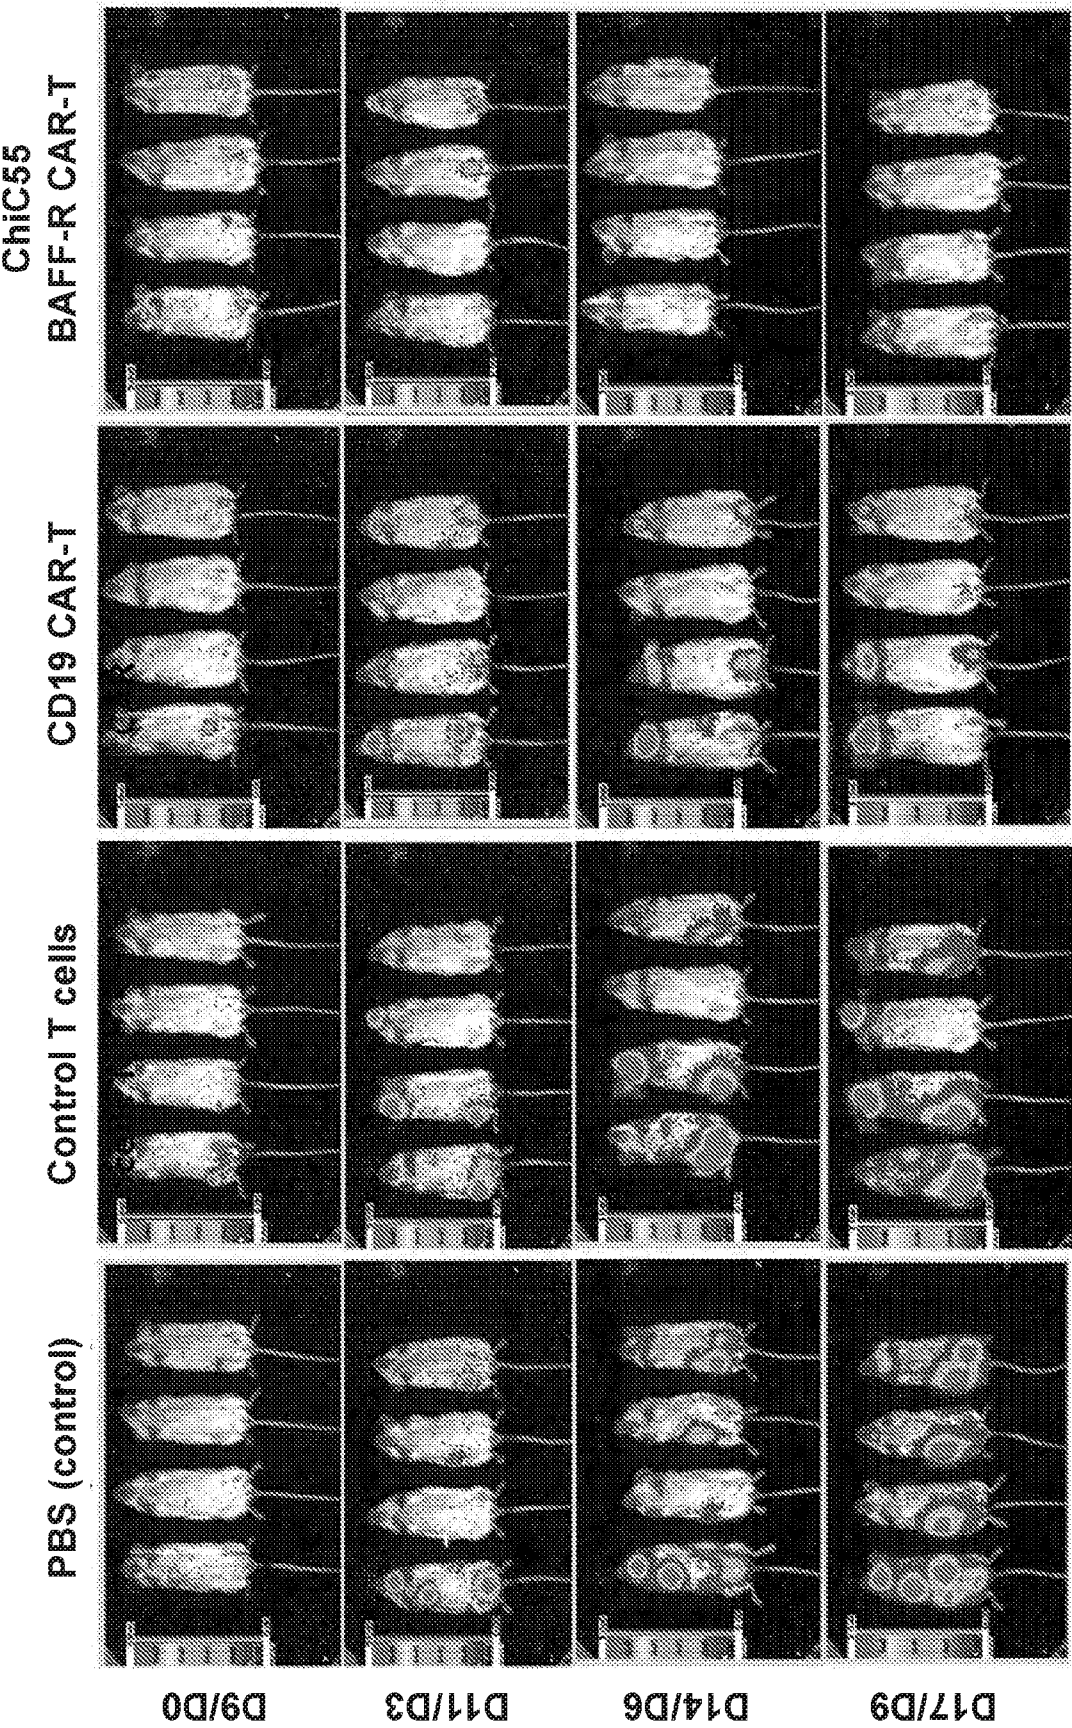 PBS (control)
Control T cells
CD19 CAR-T
ChiC55
BAFF-R CAR-T
D9/D0
D11/D3
D14/D6
D17/D9